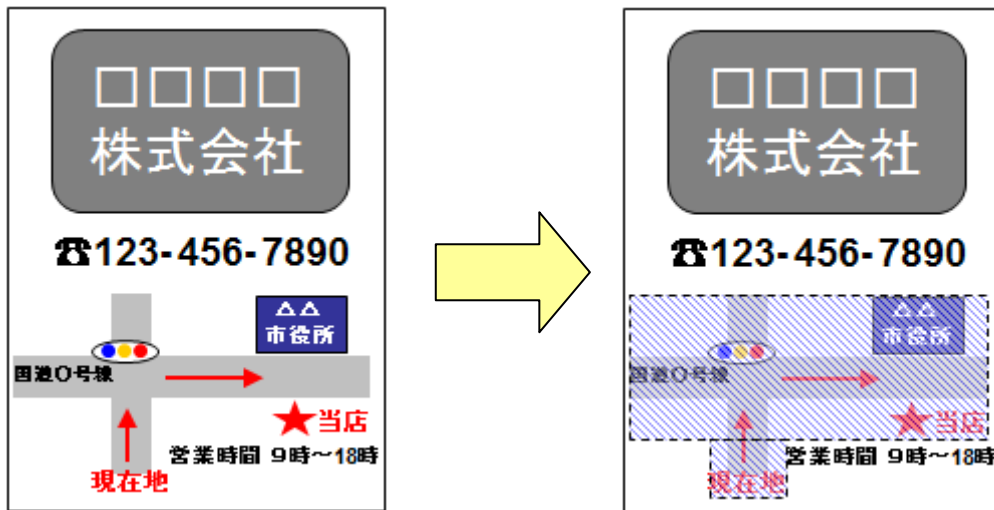 □□□□
株式会社
☎123-456-7890
△△
市役所
国道〇号線
★当店
営業時間 9時～18時
現在地
□□□□
株式会社
☎123-456-7890
△△
市役所
国道〇号線
★当店
営業時間 9時～18時
現在地